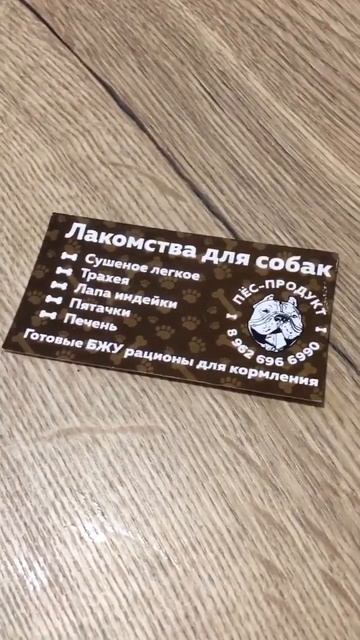 Лакомства для собак
Сушеное легкое
Трахея
Лапа индейки
Пятачки
Печень
ПЁС-ПРОДУКТ
8 962 696 6990
Готовые БЖУ рационы для кормления